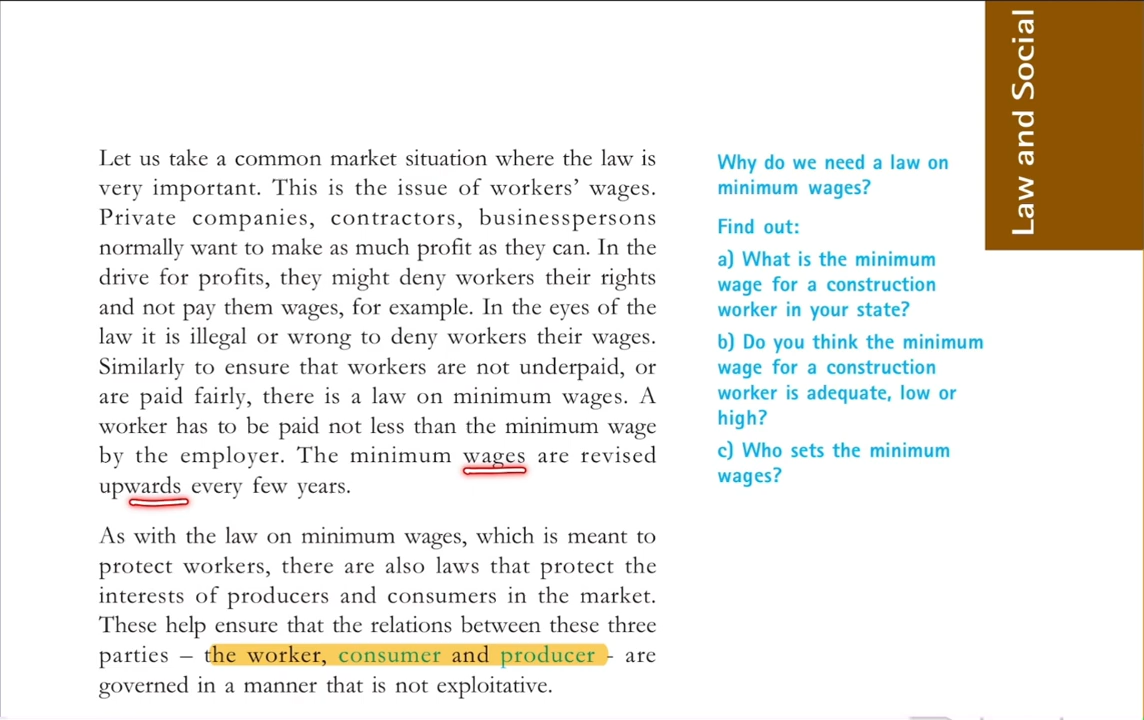 Law and Social
Let us take a common market situation where the law is
very important. This is the issue of workers’ wages.
Private companies, contractors, businesspersons
normally want to make as much profit as they can. In the
drive for profits, they might deny workers their rights
and not pay them wages, for example. In the eyes of the
law it is illegal or wrong to deny workers their wages.
Similarly to ensure that workers are not underpaid, or
are paid fairly, there is a law on minimum wages. A
worker has to be paid not less than the minimum wage
by the employer. The minimum wages are revised
upwards every few years.
As with the law on minimum wages, which is meant to
protect workers, there are also laws that protect the
interests of producers and consumers in the market.
These help ensure that the relations between these three
parties – the worker, consumer and producer - are
governed in a manner that is not exploitative.
Why do we need a law on
minimum wages?
Find out:
a) What is the minimum
wage for a construction
worker in your state?
b) Do you think the minimum
wage for a construction
worker is adequate, low or
high?
c) Who sets the minimum
wages?